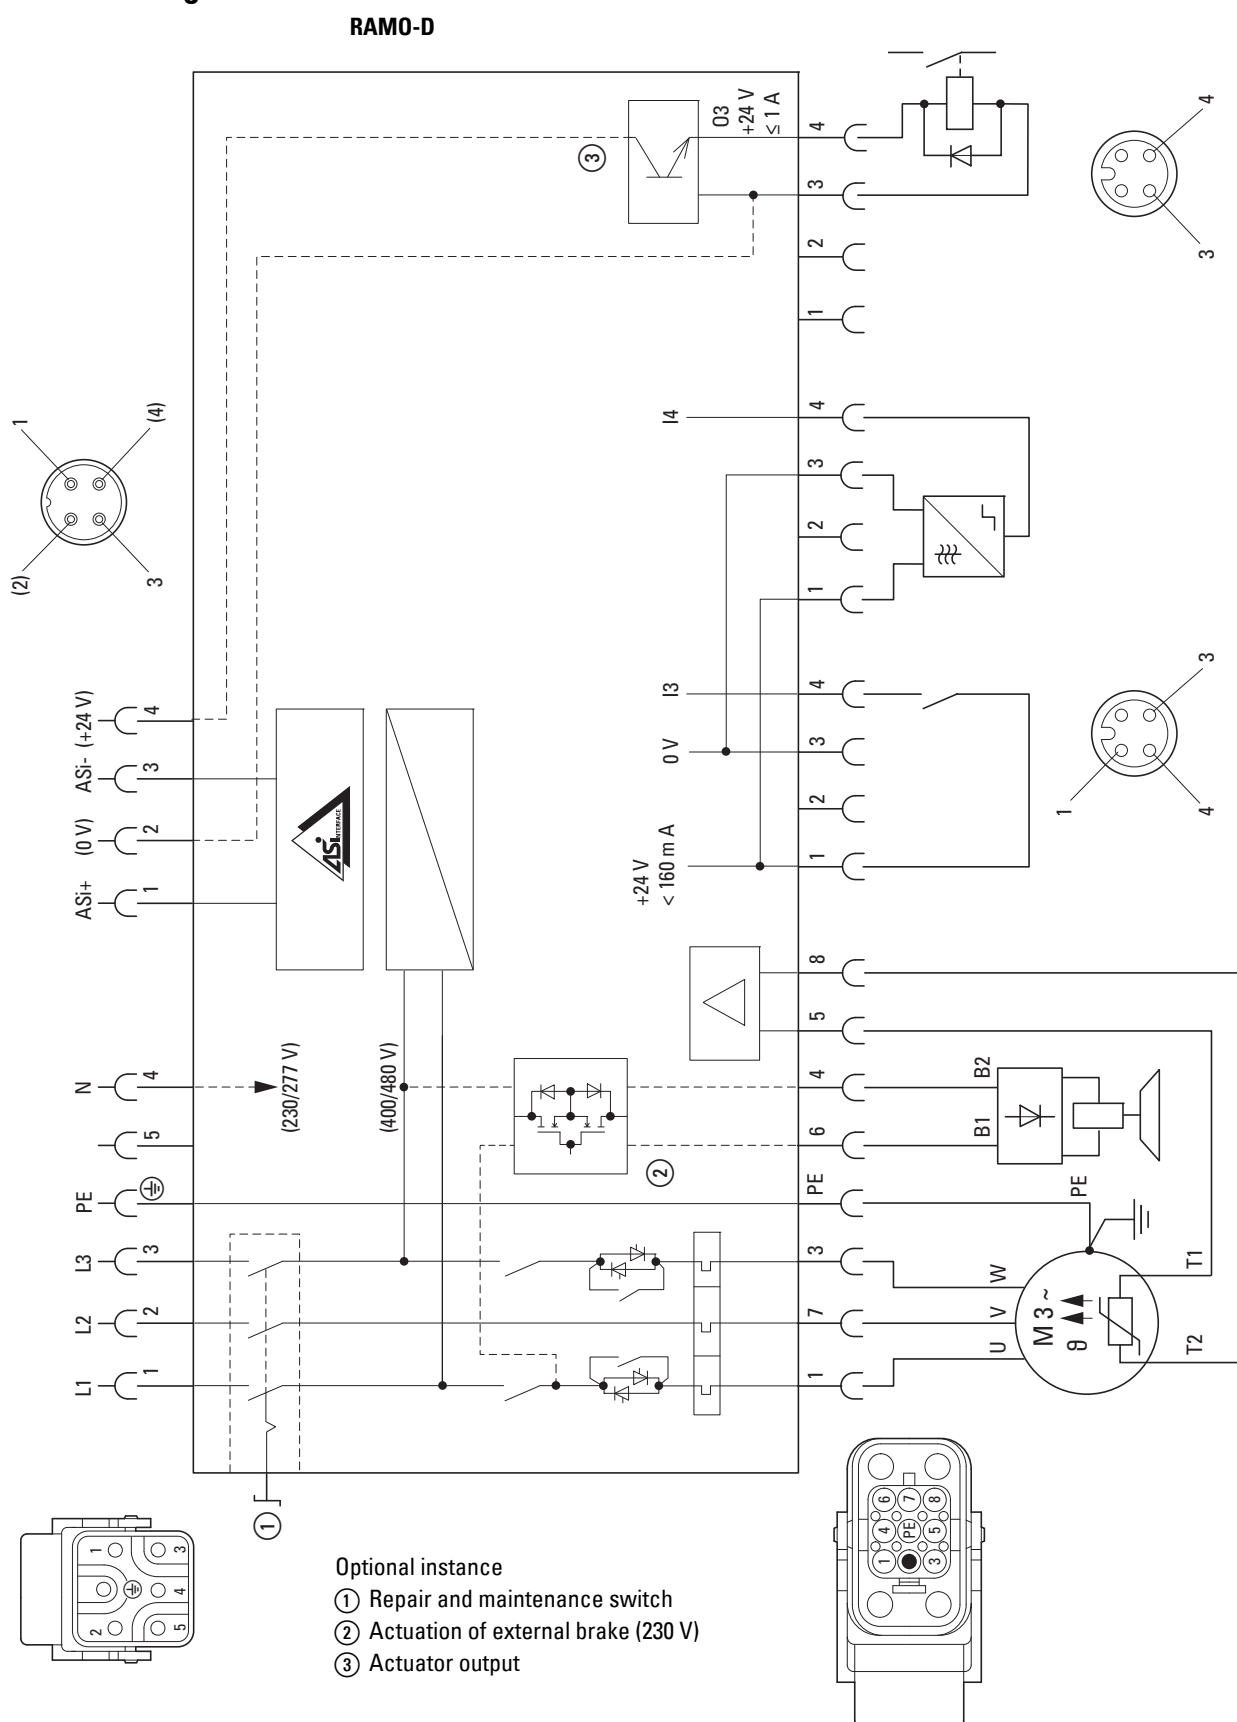 RAMO-D
O3
+24 V
≤ 1 A
4
3
2
1
3
4
3
I4
4
3
2
1
1
(4)
(2)
3
ASi- (+24 V)
4
3
(0 V)
2
ASi+
1
ASi
INTERFACE
I3
4
0 V
3
2
+24 V
< 160 m A
1
3
1
4
8
5
N
4
(230/277 V)
(400/480 V)
4
B2
5
6
B1
2
PE
PE
PE
L3
3
3
W
L2
2
7
V
L1
1
1
U
M 3 ~
ϑ
T1
T2
1
1
3
4
2
5
6
7
8
4
PE
5
1
3
Optional instance
1 Repair and maintenance switch
2 Actuation of external brake (230 V)
3 Actuator output